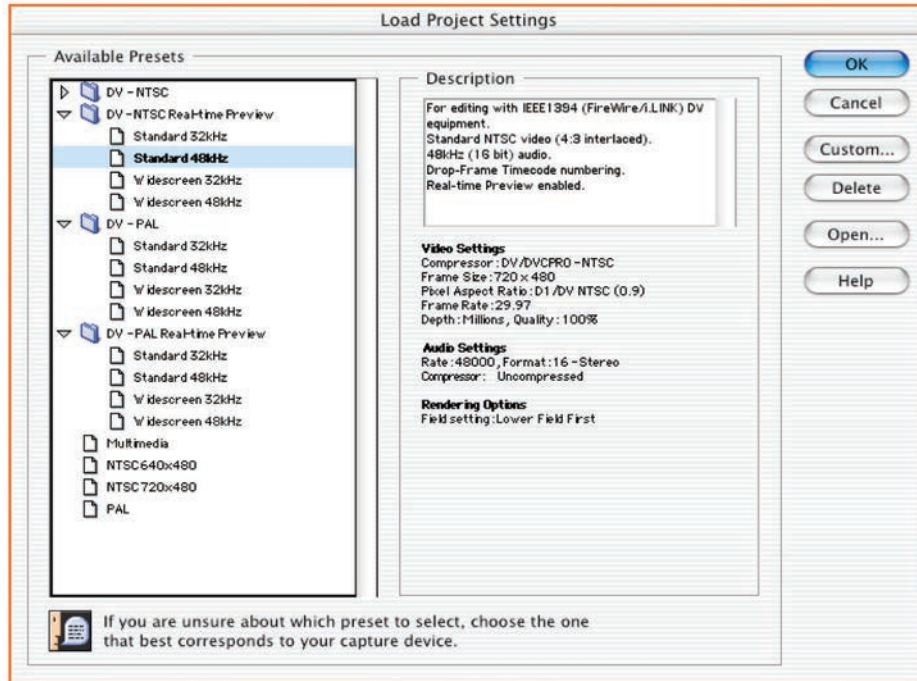 Load Project Settings
Available Presets
DV - NTSC
DV - NTSC Real-time Preview
Standard 32kHz
Standard 48kHz
Widescreen 32kHz
Widescreen 48kHz
DV - PAL
Standard 32kHz
Standard 48kHz
Widescreen 32kHz
Widescreen 48kHz
DV - PAL Real-time Preview
Standard 32kHz
Standard 48kHz
Widescreen 32kHz
Widescreen 48kHz
Multimedia
NTSC 640x480
NTSC 720x480
PAL
Description
For editing with IEEE1394 (FireWire/i.LINK) DV
equipment.
Standard NTSC video (4:3 interlaced).
48kHz (16 bit) audio.
Drop-Frame Timecode numbering.
Real-time Preview enabled.
Video Settings
Compressor : DV/DVCPRO - NTSC
Frame Size : 720 x 480
Pixel Aspect Ratio : D1/DV NTSC (0.9)
Frame Rate : 29.97
Depth : Millions, Quality : 100%
Audio Settings
Rate : 48000, Format : 16 - Stereo
Compressor : Uncompressed
Rendering Options
Field setting : Lower Field First
OK
Cancel
Custom...
Delete
Open...
Help
If you are unsure about which preset to select, choose the one
that best corresponds to your capture device.